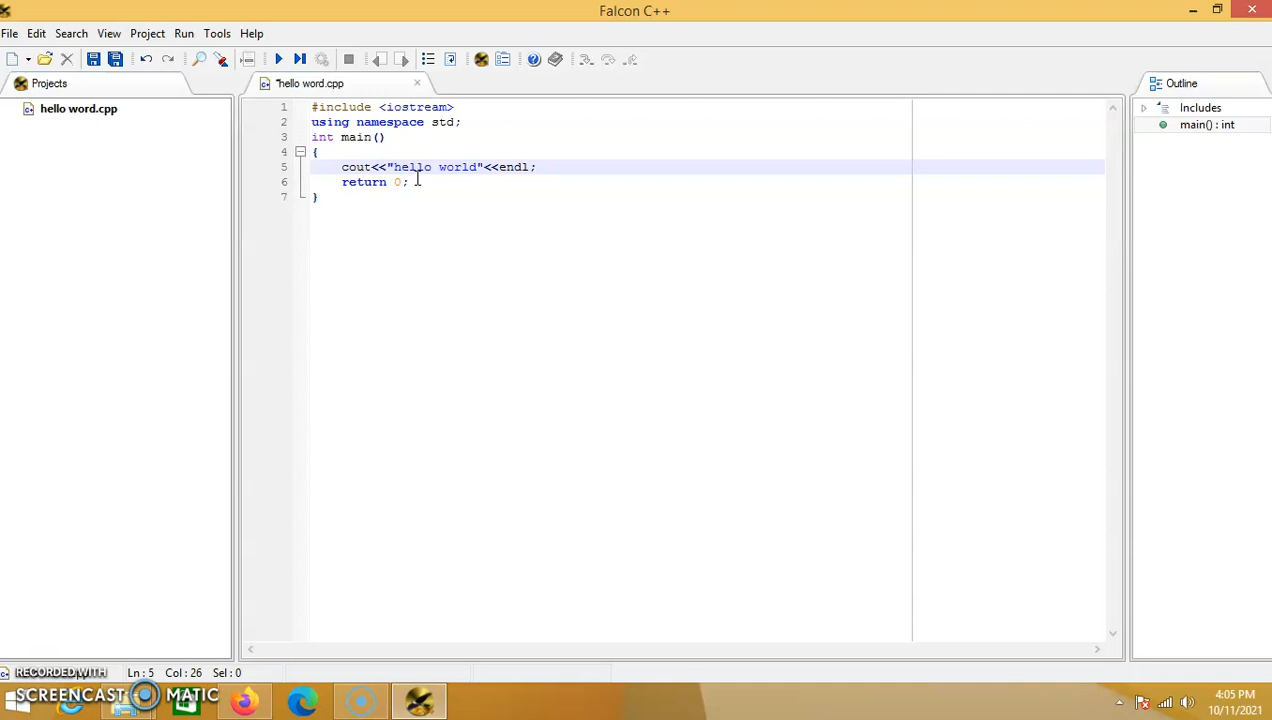 Falcon C++
File Edit Search View Project Run Tools Help
Projects
*hello word.cpp
Outline
hello word.cpp
1 #include <iostream>
2 using namespace std;
3 int main()
4 {
5 cout<<"hello world"<<endl;
6 return 0;
7 }
Includes
main() : int
Ln : 5 Col : 26 Sel : 0
RECORDED WITH
SCREENCAST MATIC
4:05 PM
10/11/2021